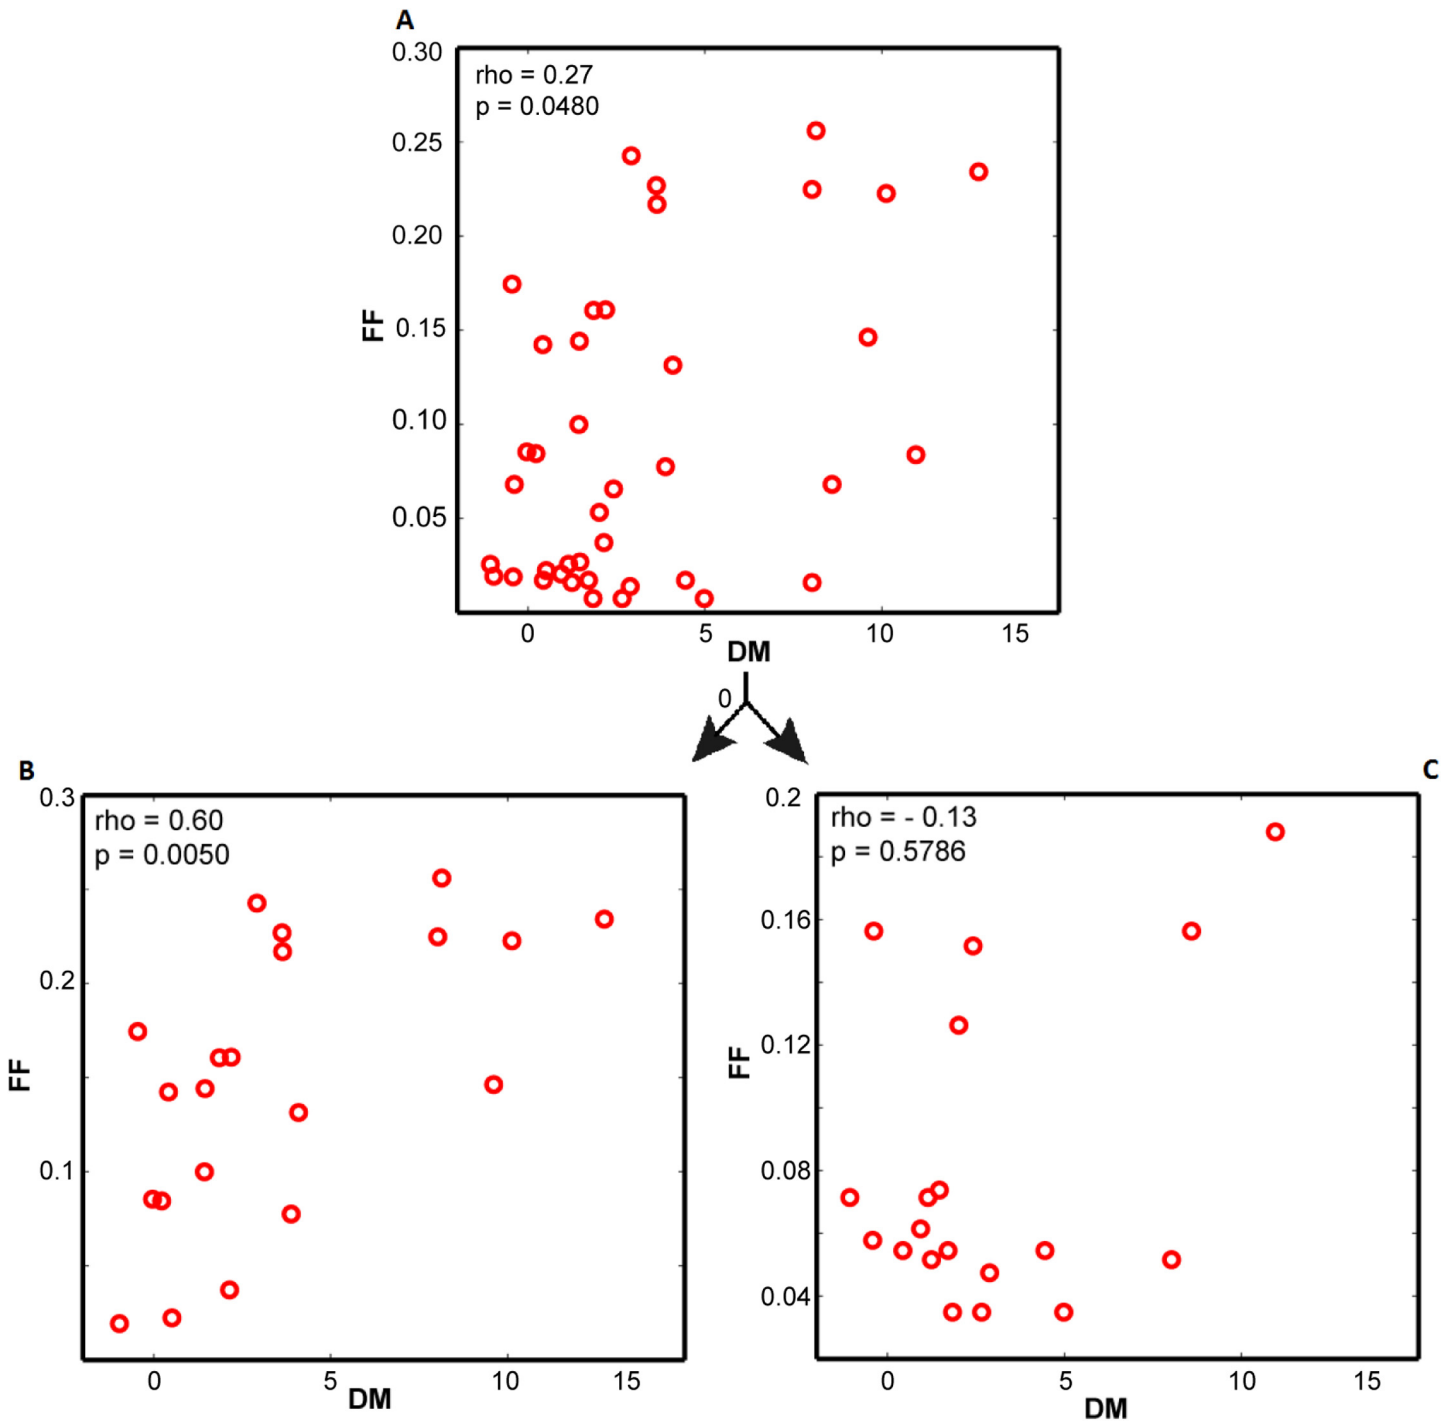 A
0.30
rho = 0.27
p = 0.0480
0.25
0.20
FF
0.15
0.10
0.05
0 5 10 15
DM
0
B
0.3
rho = 0.60
p = 0.0050
0.2
FF
0.1
0 5 10 15
DM
C
0.2
rho = - 0.13
p = 0.5786
0.16
0.12
FF
0.08
0.04
0 5 10 15
DM